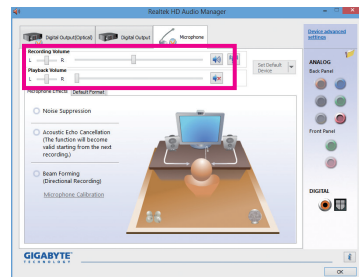 Realtek HD Audio Manager
Digital Output(Optical)
Digital Output
Microphone
Device advanced
settings
Recording Volume
L
R
Set Default
Device
Playback Volume
L
R
Microphone Effects
Default Format
Noise Suppression
Acoustic Echo Cancellation
(The function will become
valid starting from the next
recording.)
Beam Forming
(Directional Recording)
Microphone Calibration
ANALOG
Back Panel
Front Panel
DIGITAL
GIGABYTE
TECHNOLOGY
i
OK